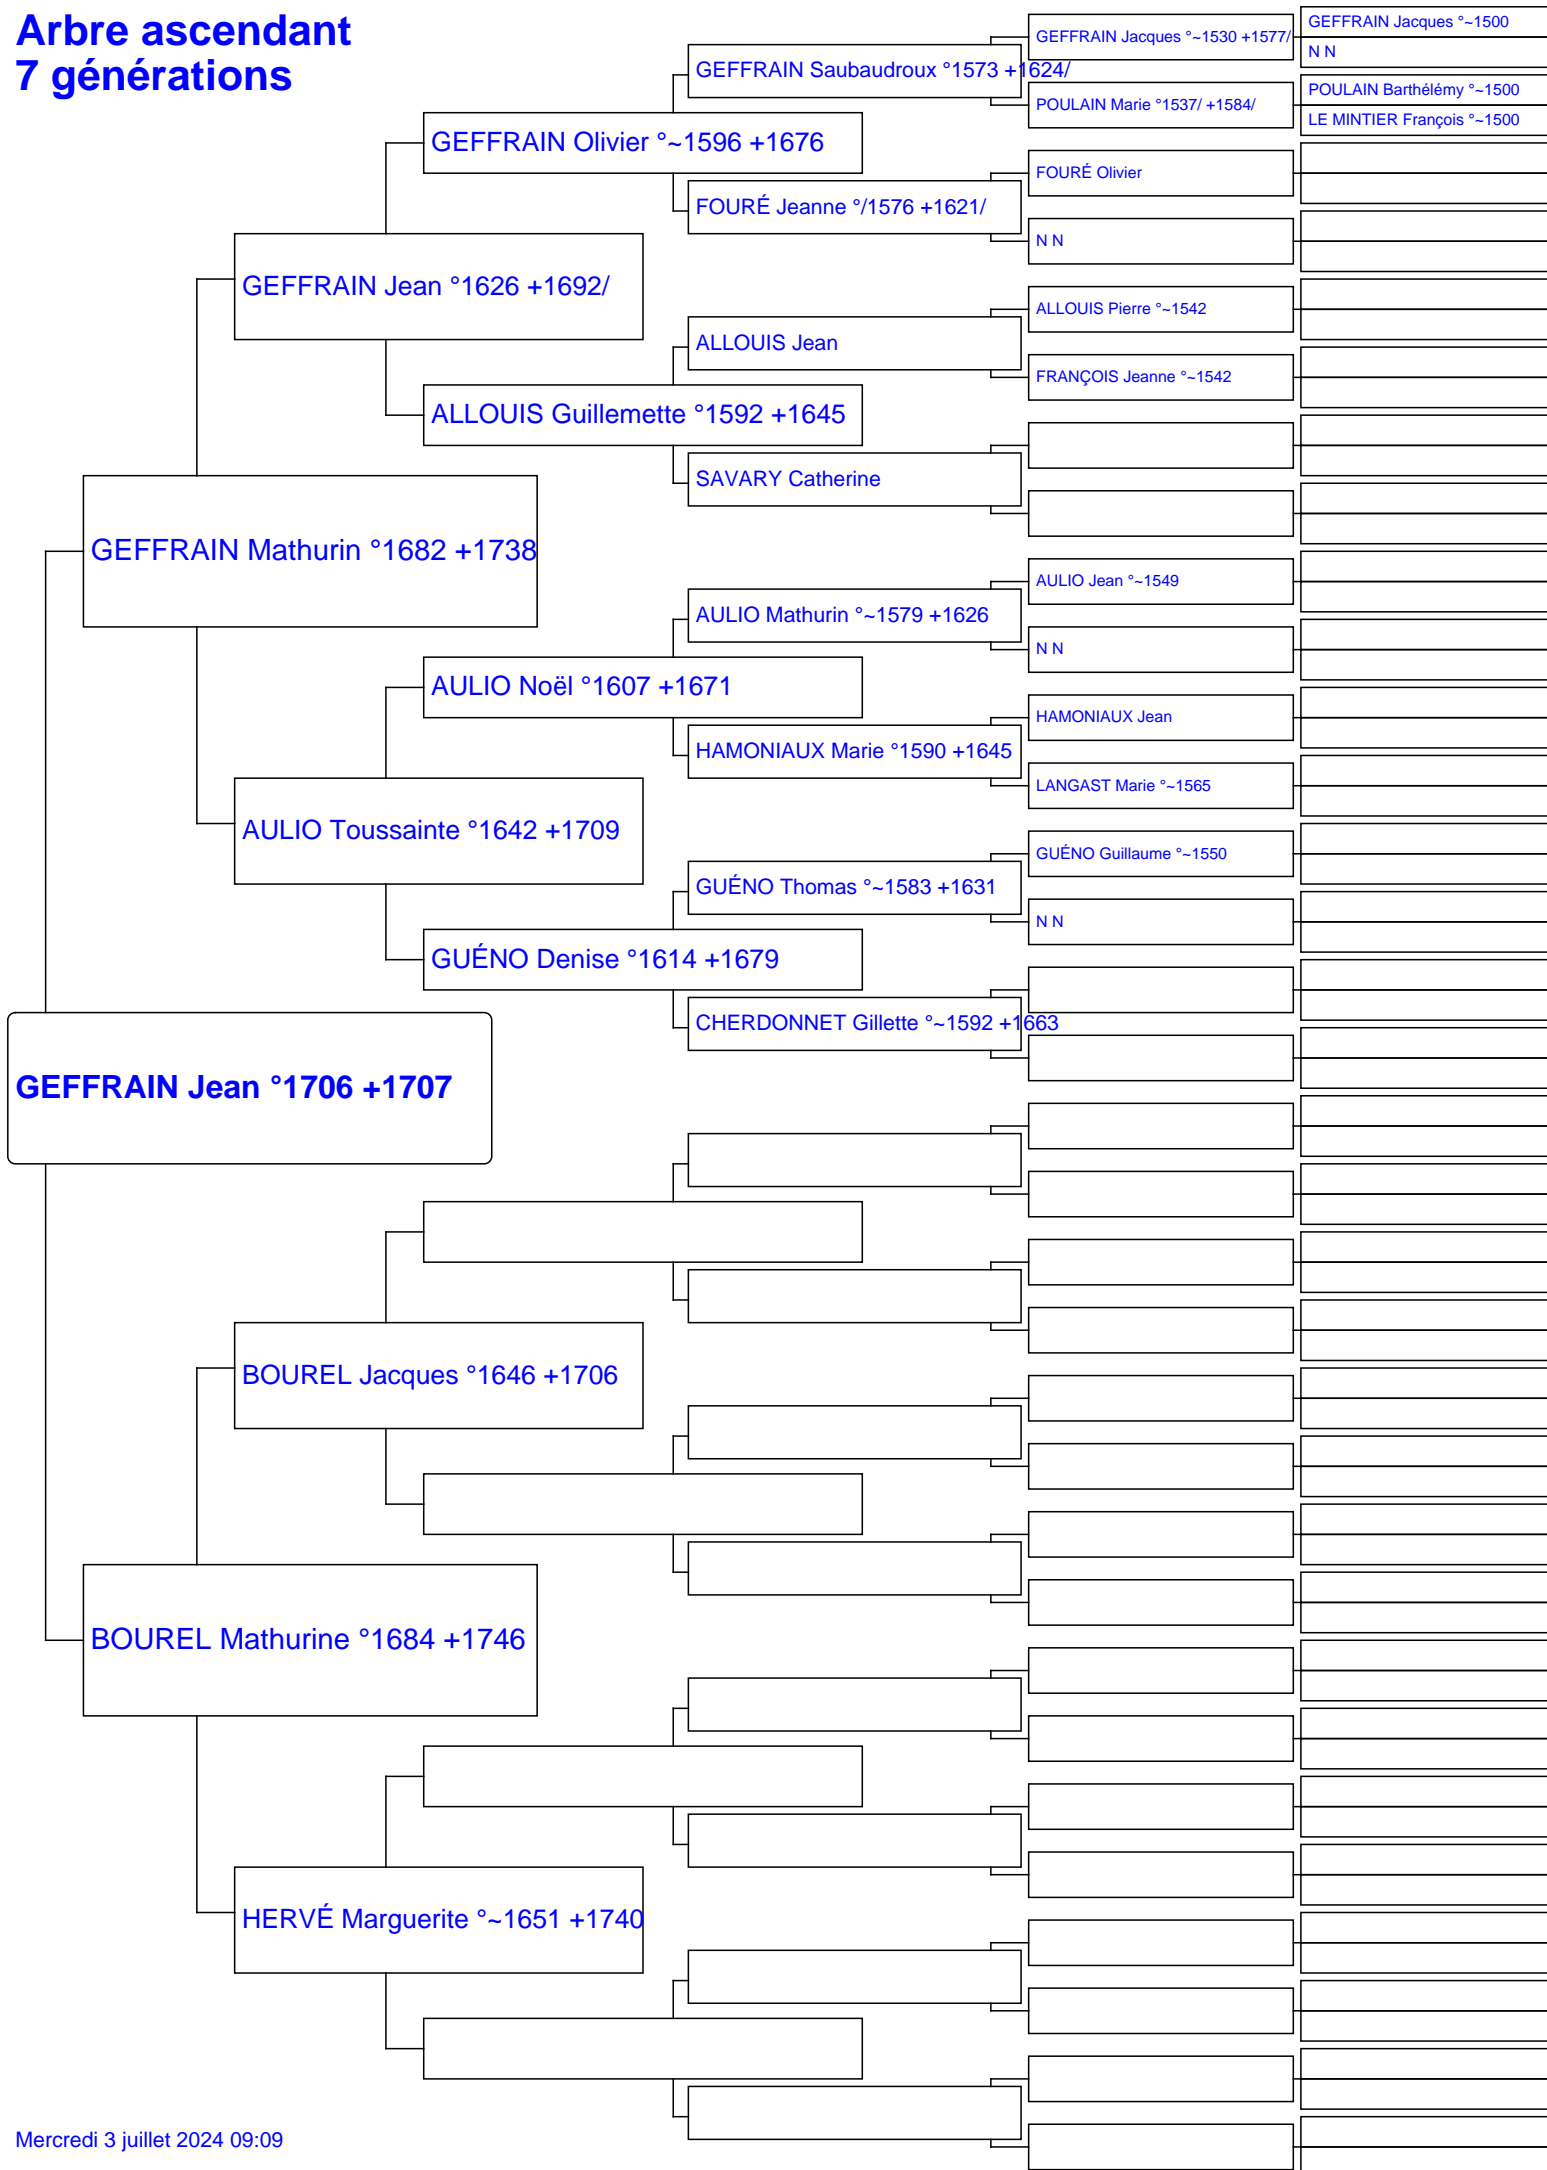 Arbre ascendant
7 générations
GEFFRAIN Jean °1706 +1707
GEFFRAIN Mathurin °1682 +1738
BOUREL Mathurine °1684 +1746
GEFFRAIN Jean °1626 +1692/
AULIO Toussainte °1642 +1709
BOUREL Jacques °1646 +1706
HERVÉ Marguerite °~1651 +1740
GEFFRAIN Olivier °~1596 +1676
ALLOUIS Guillemette °1592 +1645
AULIO Noël °1607 +1671
GUÉNO Denise °1614 +1679
GEFFRAIN Saubaudroux °1573 +1624/
FOURÉ Jeanne °/1576 +1621/
ALLOUIS Jean
SAVARY Catherine
AULIO Mathurin °~1579 +1626
HAMONIAUX Marie °1590 +1645
GUÉNO Thomas °~1583 +1631
CHERDONNET Gillette °~1592 +1663
GEFFRAIN Jacques °~1530 +1577/
POULAIN Marie °1537/ +1584/
FOURÉ Olivier
N N
ALLOUIS Pierre °~1542
FRANÇOIS Jeanne °~1542
AULIO Jean °~1549
N N
HAMONIAUX Jean
LANGAST Marie °~1565
GUÉNO Guillaume °~1550
N N
GEFFRAIN Jacques °~1500
N N
POULAIN Barthélémy °~1500
LE MINTIER François °~1500
Mercredi 3 juillet 2024 09:09